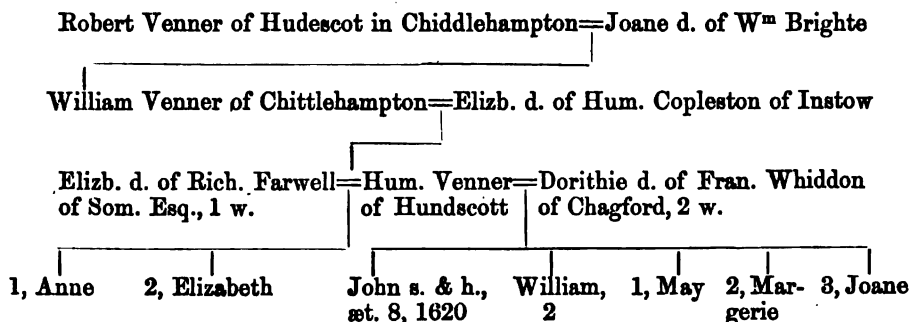 Robert Venner of Hudescot in Chiddlehampton=Joane d. of Wᵐ Brighte
William Venner of Chittlehampton=Elizb. d. of Hum. Copleston of Instow
Elizb. d. of Rich. Farwell=Hum. Venner=Dorithie d. of Fran. Whiddon
of Som. Esq., 1 w. of Hundscott of Chagford, 2 w.
1, Anne 2, Elizabeth John s. & h., William, 1, May 2, Mar- 3, Joane
æt. 8, 1620 2 gerie